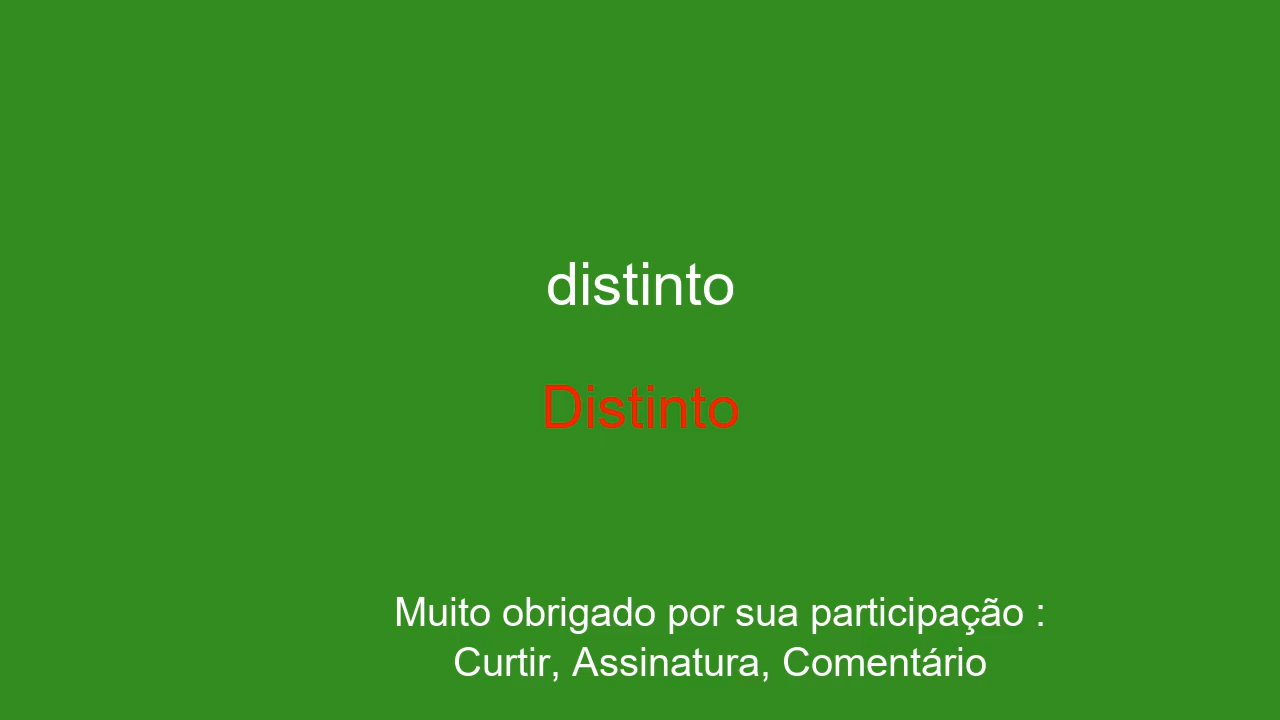 distinto
Distinto
Muito obrigado por sua participação :
Curtir, Assinatura, Comentário